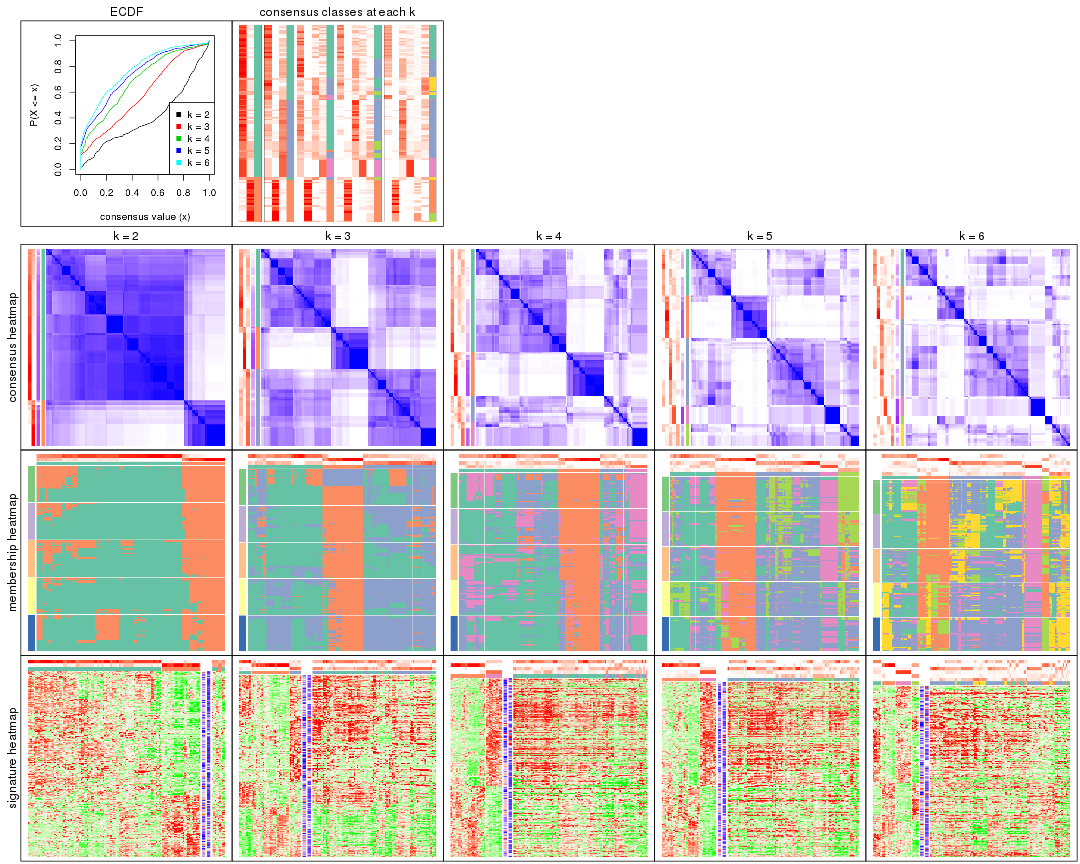 ECDF
consensus classes at each k
P(X <= x)
0.0
0.2
0.4
0.6
0.8
1.0
k = 2
k = 3
k = 4
k = 5
k = 6
0.0 0.2 0.4 0.6 0.8 1.0
consensus value (x)
k = 2
k = 3
k = 4
k = 5
k = 6
consensus heatmap
membership heatmap
signature heatmap